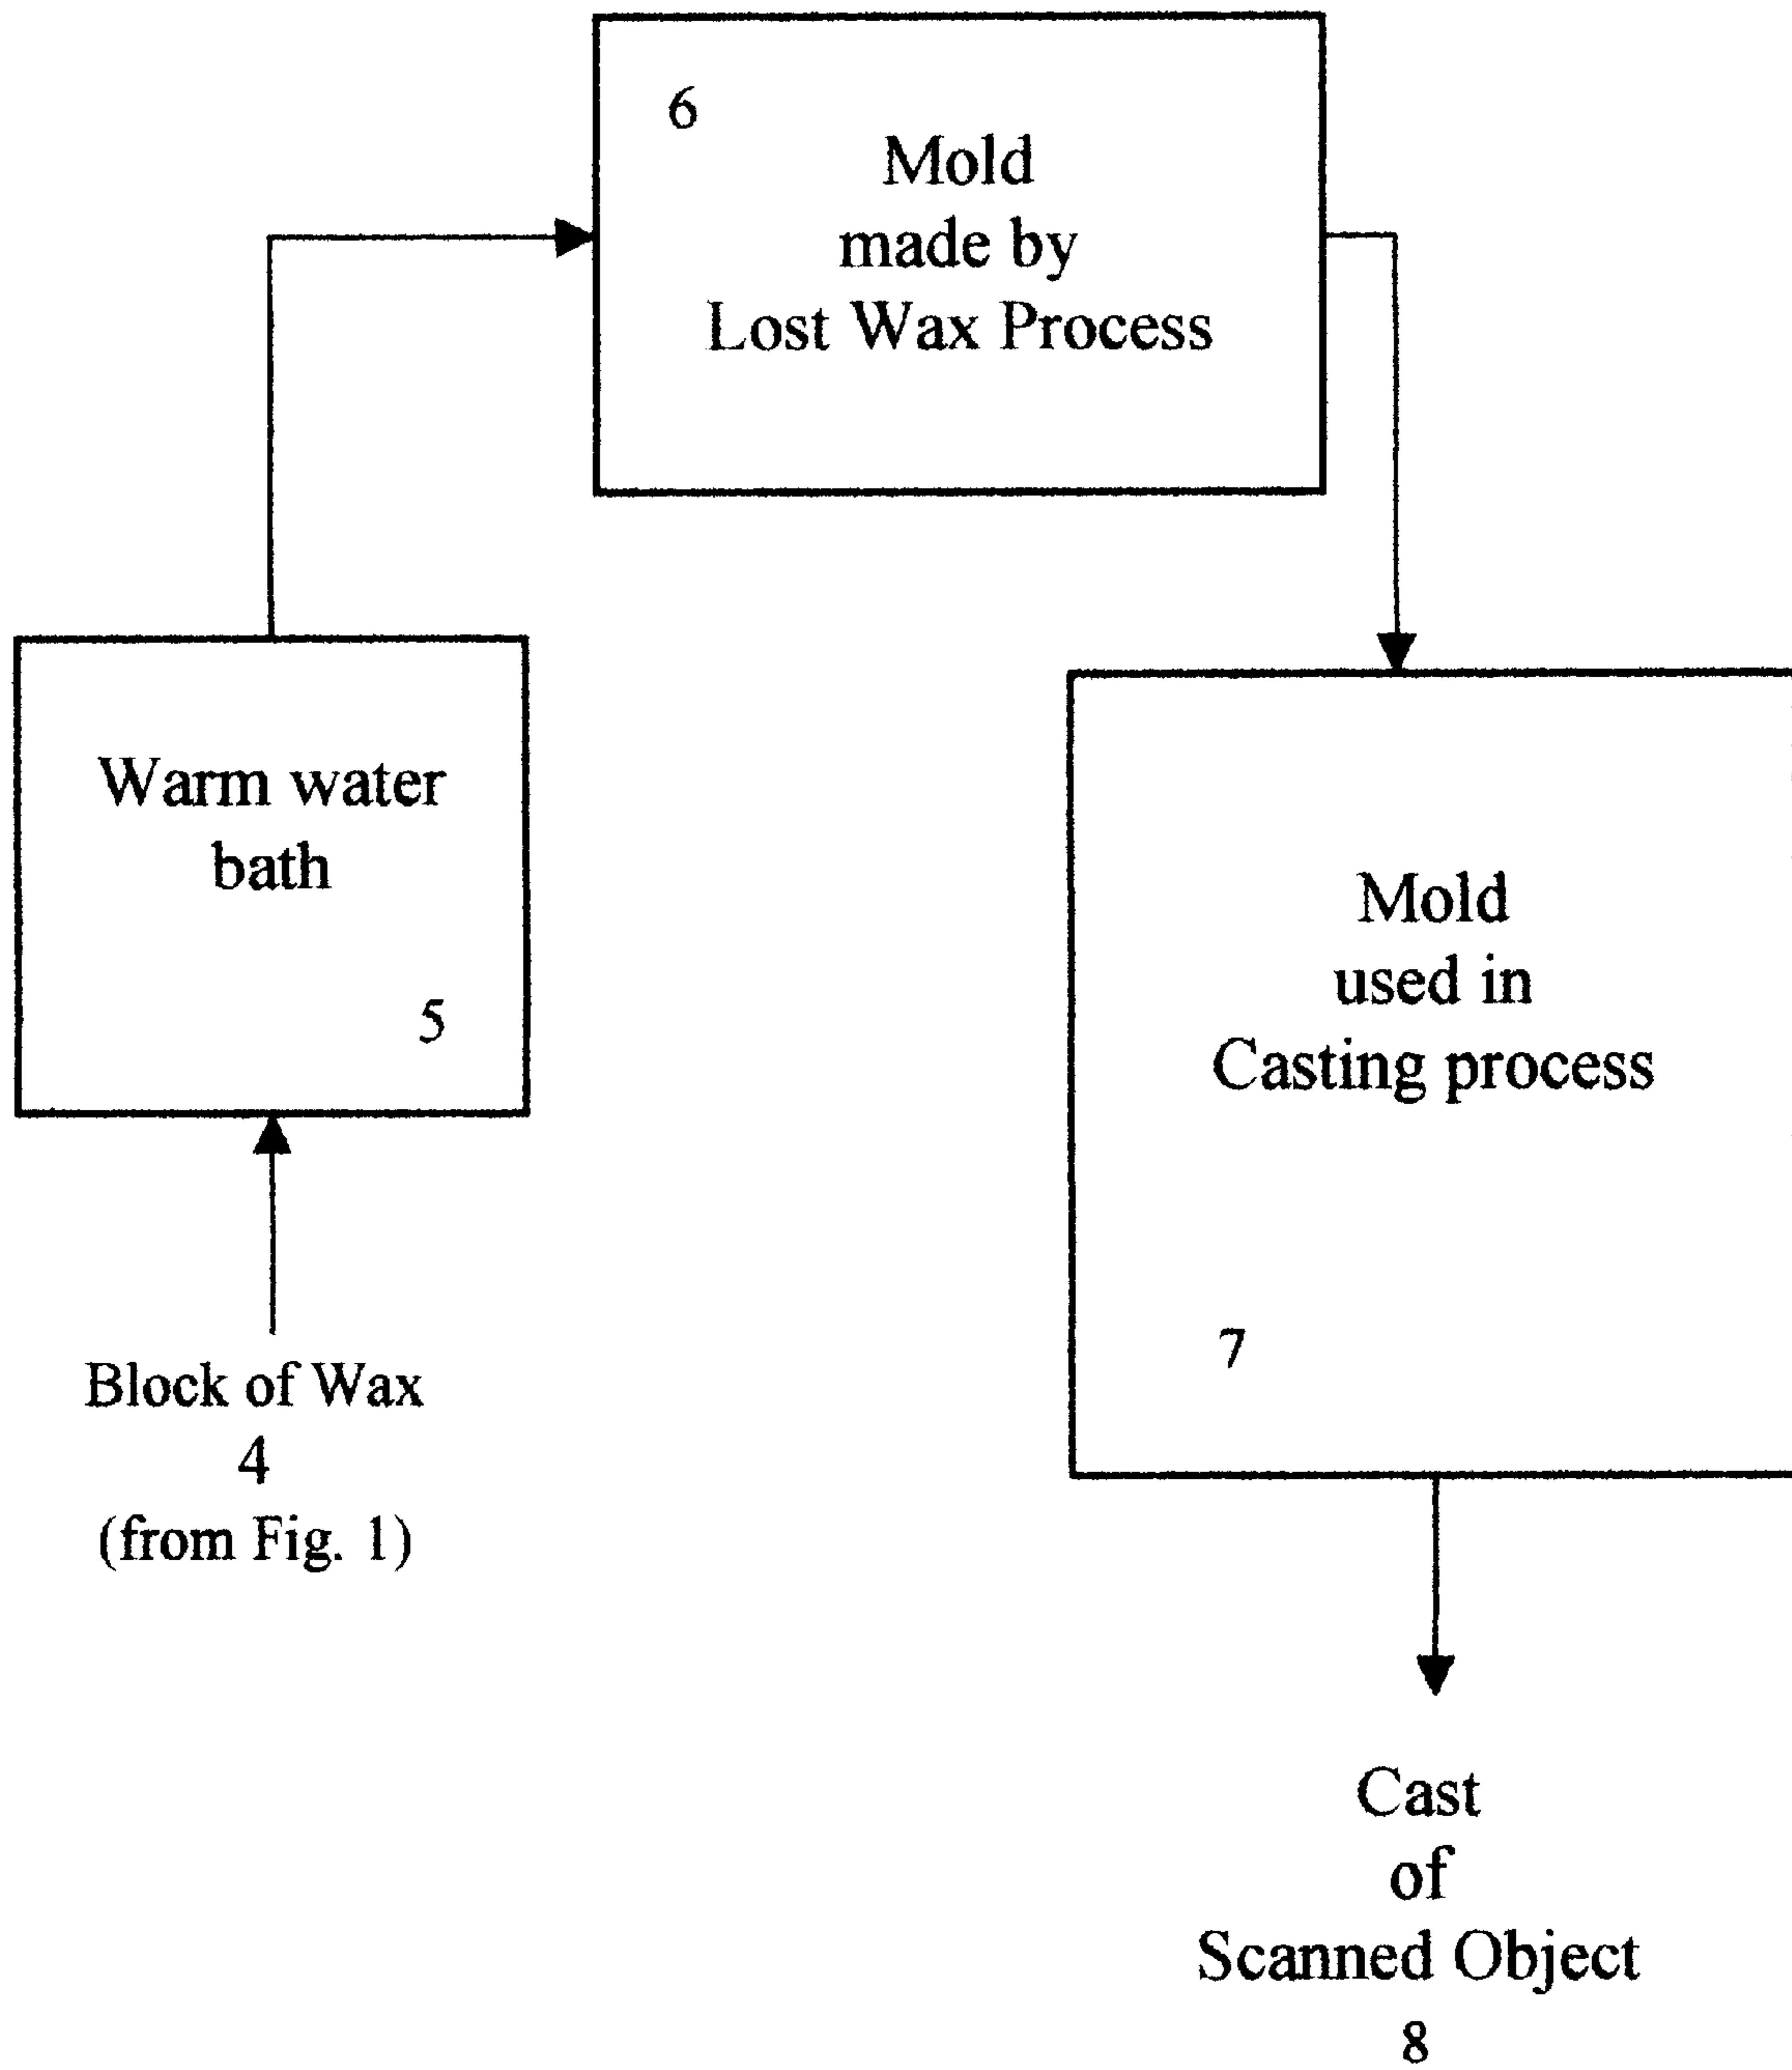 6
Mold
made by
Lost Wax Process
Warm water
bath
5
Mold
used in
Casting process
7
Block of Wax
4
(from Fig. 1)
Cast
of
Scanned Object
8